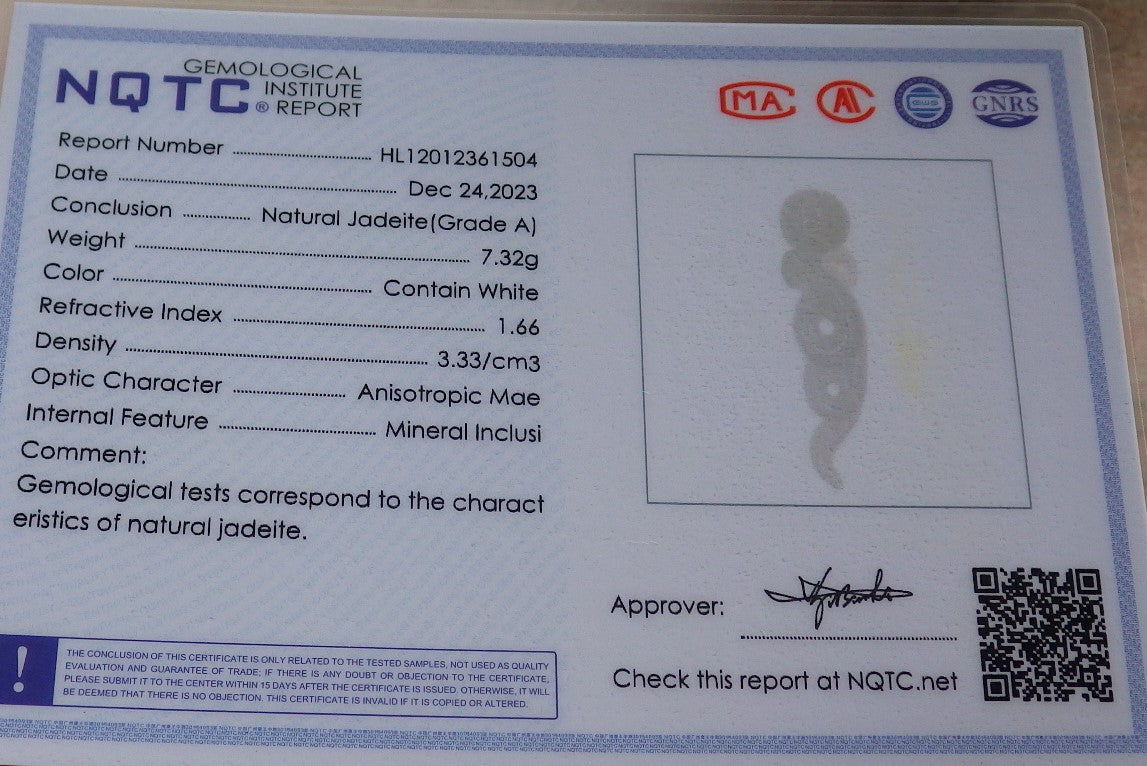 NQTC®
GEMOLOGICAL
INSTITUTE
REPORT
MA
GNRS
Report Number HL12012361504
Date Dec 24,2023
Conclusion Natural Jadeite(Grade A)
Weight 7.32g
Color Contain White
Refractive Index 1.66
Density 3.33/cm3
Optic Character Anisotropic Mae
Internal Feature Mineral Inclusi
Comment:
Gemological tests correspond to the charact
eristics of natural jadeite.
Approver:
Check this report at NQTC.net
!
THE CONCLUSION OF THIS CERTIFICATE IS ONLY RELATED TO THE TESTED SAMPLES, NOT USED AS QUALITY
EVALUATION AND GUARANTEE OF TRADE; IF THERE IS ANY DOUBT OR OBJECTION TO THE CERTIFICATE,
PLEASE SUBMIT IT TO THE CENTER WITHIN 15 DAYS AFTER THE CERTIFICATE IS ISSUED. OTHERWISE, IT WILL
BE DEEMED THAT THERE IS NO OBJECTION. THIS CERTIFICATE IS INVALID IF IT IS COPIED OR ALTERED.